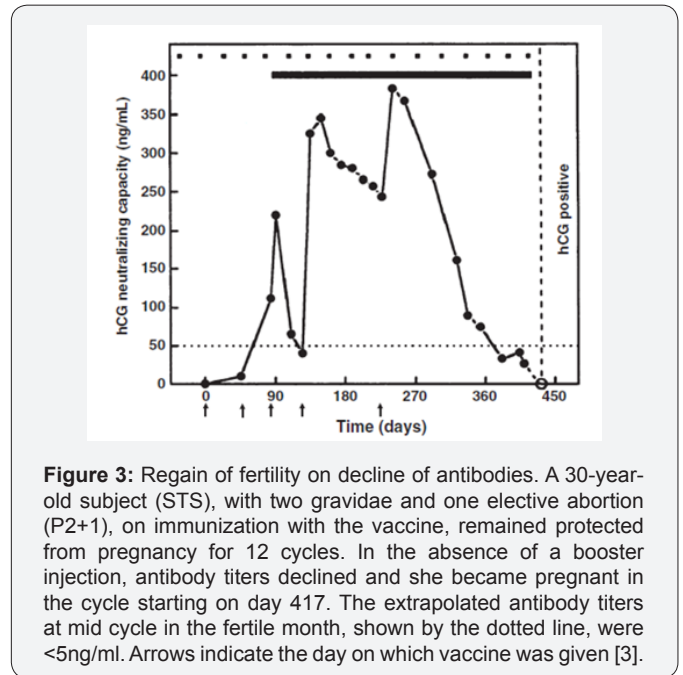 400
350
300
250
200
150
100
50
0
hCG neutralizing capacity (ng/mL)
hCG positive
0 90 180 270 360 450
Time (days)
Figure 3: Regain of fertility on decline of antibodies. A 30-year-
old subject (STS), with two gravidae and one elective abortion
(P2+1), on immunization with the vaccine, remained protected
from pregnancy for 12 cycles. In the absence of a booster
injection, antibody titers declined and she became pregnant in
the cycle starting on day 417. The extrapolated antibody titers
at mid cycle in the fertile month, shown by the dotted line, were
<5ng/ml. Arrows indicate the day on which vaccine was given [3].